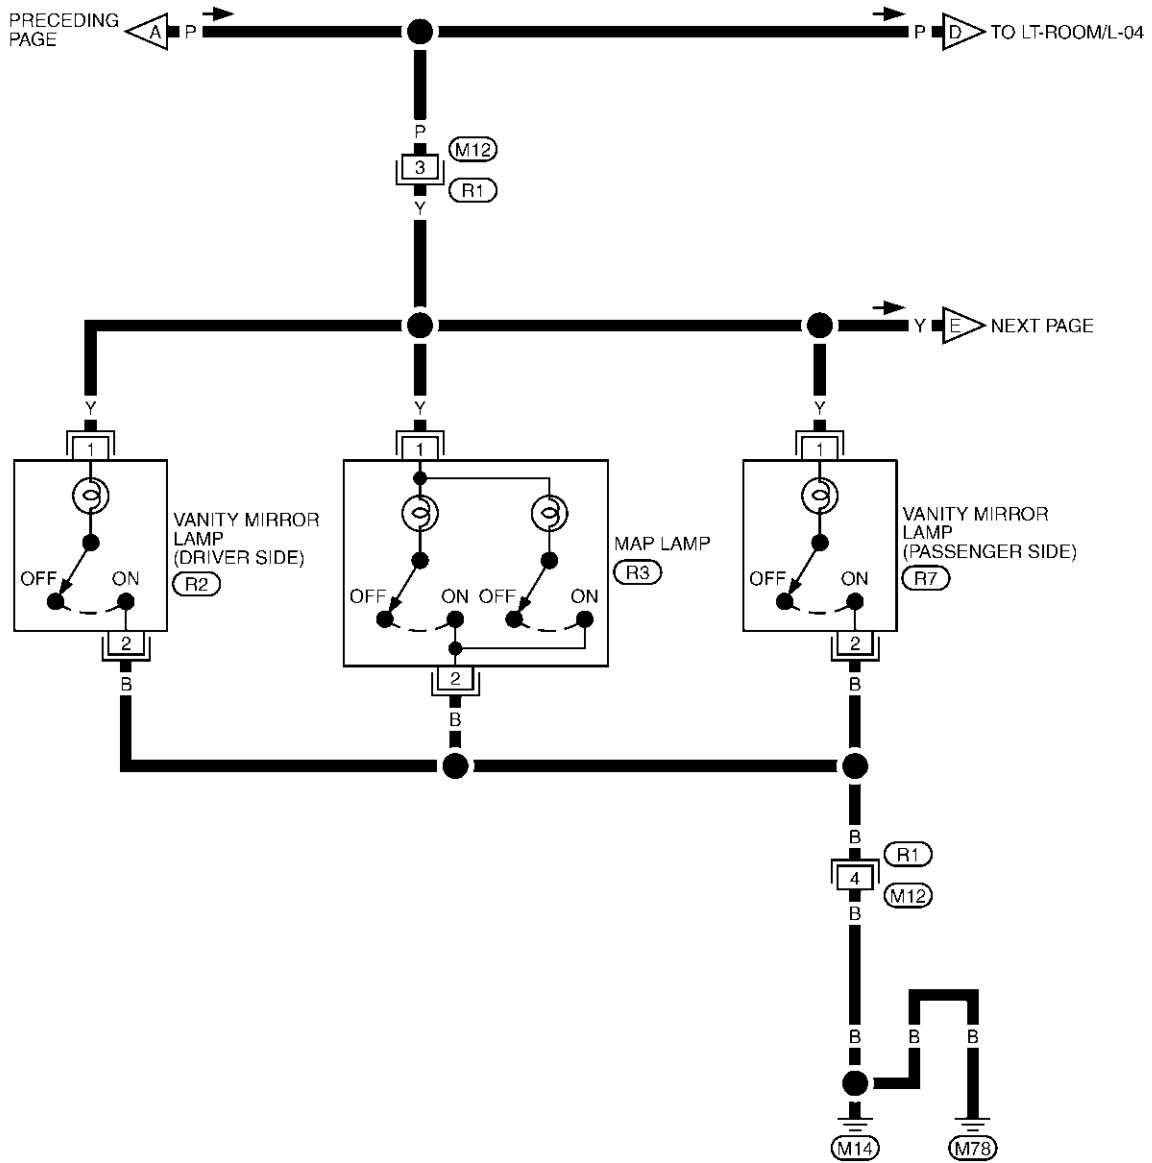 PRECEDING
PAGE
A
P
P
D
TO LT-ROOM/L-04
P
M12
3
R1
Y
Y
E
NEXT PAGE
Y
Y
Y
1
1
1
VANITY MIRROR
LAMP
(DRIVER SIDE)
R2
OFF
ON
MAP LAMP
R3
OFF
ON
OFF
ON
VANITY MIRROR
LAMP
(PASSENGER SIDE)
R7
OFF
ON
2
2
2
B
B
B
B
R1
4
M12
B
B
B
B
M14
M78